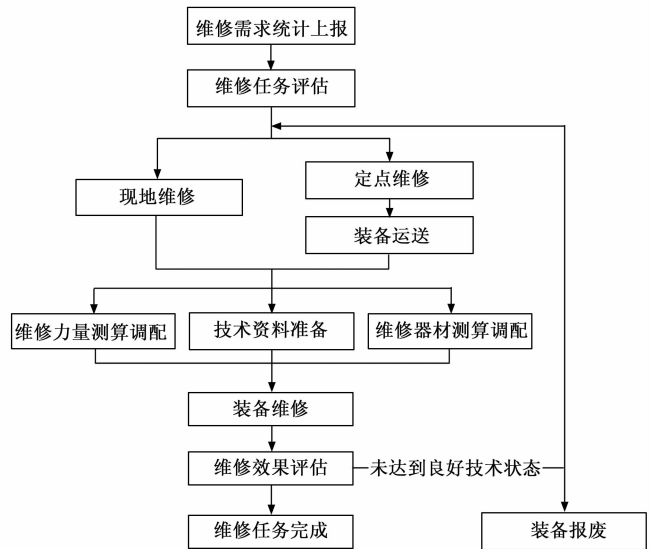 维修需求统计上报
维修任务评估
现地维修
定点维修
装备运送
维修力量测算调配
技术资料准备
维修器材测算调配
装备维修
维修效果评估
未达到良好技术状态
维修任务完成
装备报废